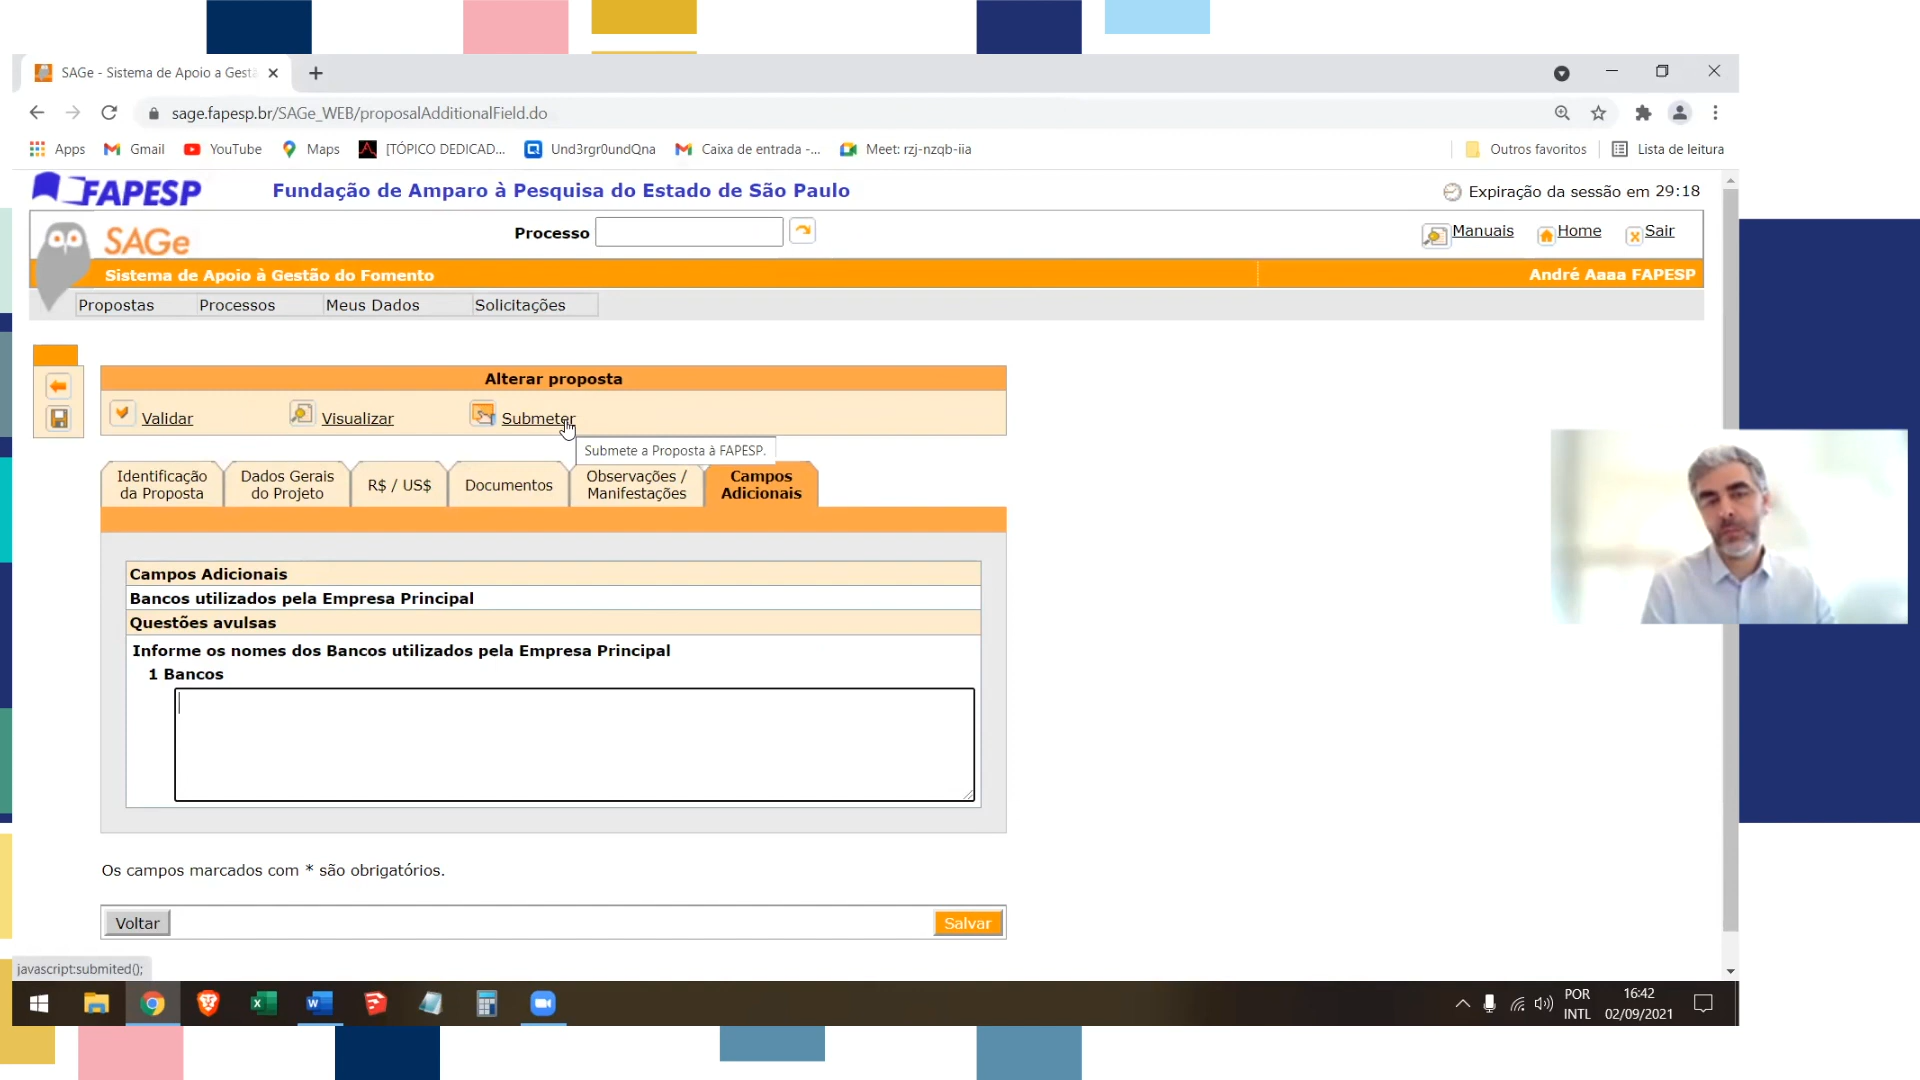 SAGe - Sistema de Apoio a Gestã
sage.fapesp.br/SAGe_WEB/proposalAdditionalField.do
Apps Gmail YouTube Maps [TÓPICO DEDICAD... Und3rgr0undQna Caixa de entrada -... Meet: rzj-nzqb-iia Outros favoritos Lista de leitura
FAPESP Fundação de Amparo à Pesquisa do Estado de São Paulo Expiração da sessão em 29:18
SAGe Processo Manuais Home Sair
Sistema de Apoio à Gestão do Fomento André Aaaa FAPESP
Propostas Processos Meus Dados Solicitações
Alterar proposta
Validar Visualizar Submeter
Submete a Proposta à FAPESP.
Identificação da Proposta
Dados Gerais do Projeto
R$ / US$
Documentos
Observações / Manifestações
Campos Adicionais
Campos Adicionais
Bancos utilizados pela Empresa Principal
Questões avulsas
Informe os nomes dos Bancos utilizados pela Empresa Principal
1 Bancos
Os campos marcados com * são obrigatórios.
Voltar Salvar
javascript:submited();
POR 16:42
INTL 02/09/2021